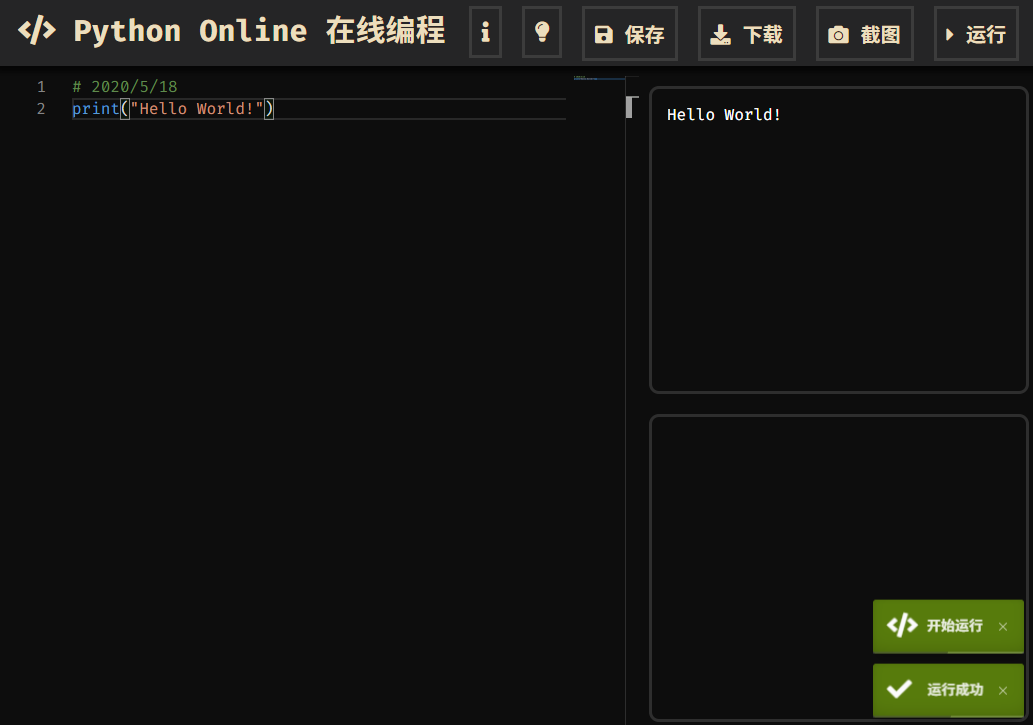 </> Python Online 在线编程
保存
下载
截图
运行
1 # 2020/5/18
2 print("Hello World!")
Hello World!
</> 开始运行 ×
运行成功 ×